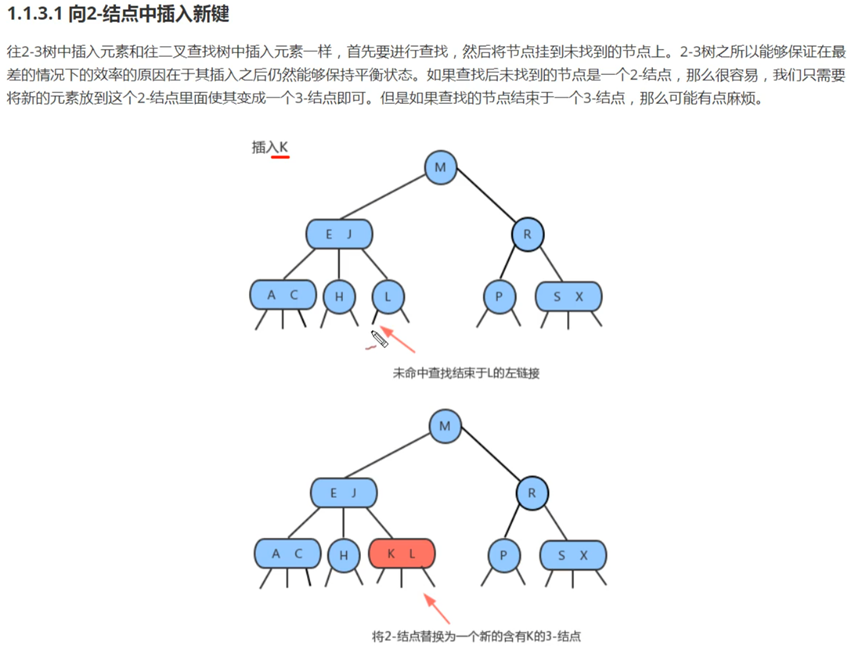 1.1.3.1 向2-结点中插入新键
往2-3树中插入元素和往二叉查找树中插入元素一样，首先要进行查找，然后将节点挂到未找到的节点上。2-3树之所以能够保证在最
差的情况下的效率的原因在于其插入之后仍然能够保持平衡状态。如果查找后未找到的节点是一个2-结点，那么很容易，我们只需要
将新的元素放到这个2-结点里面使其变成一个3-结点即可。但是如果查找的节点结束于一个3-结点，那么可能有点麻烦。
插入K
M
E J
R
A C
H
L
P
S X
未命中查找结束于L的左链接
M
E J
R
A C
H
K L
P
S X
将2-结点替换为一个新的含有K的3-结点